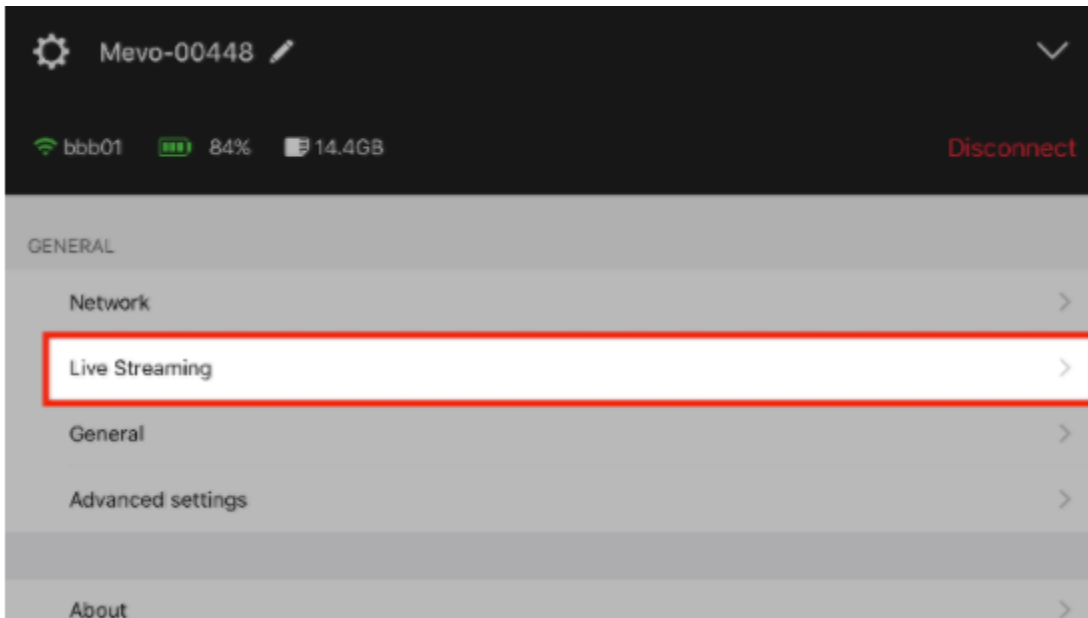 Mevo-00448
bbb01 84% 14.4GB Disconnect
GENERAL
Network
Live Streaming
General
Advanced settings
About